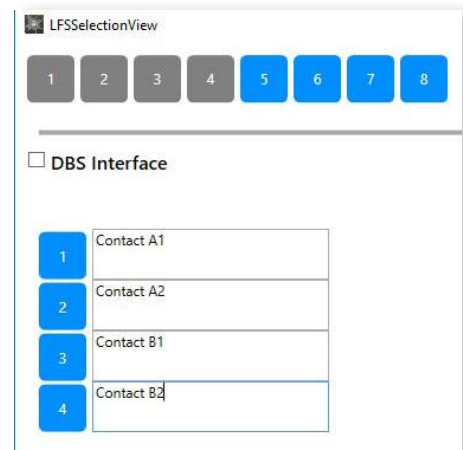 LFSSelectionView
1 2 3 4 5 6 7 8
DBS Interface
1 Contact A1
2 Contact A2
3 Contact B1
4 Contact B2